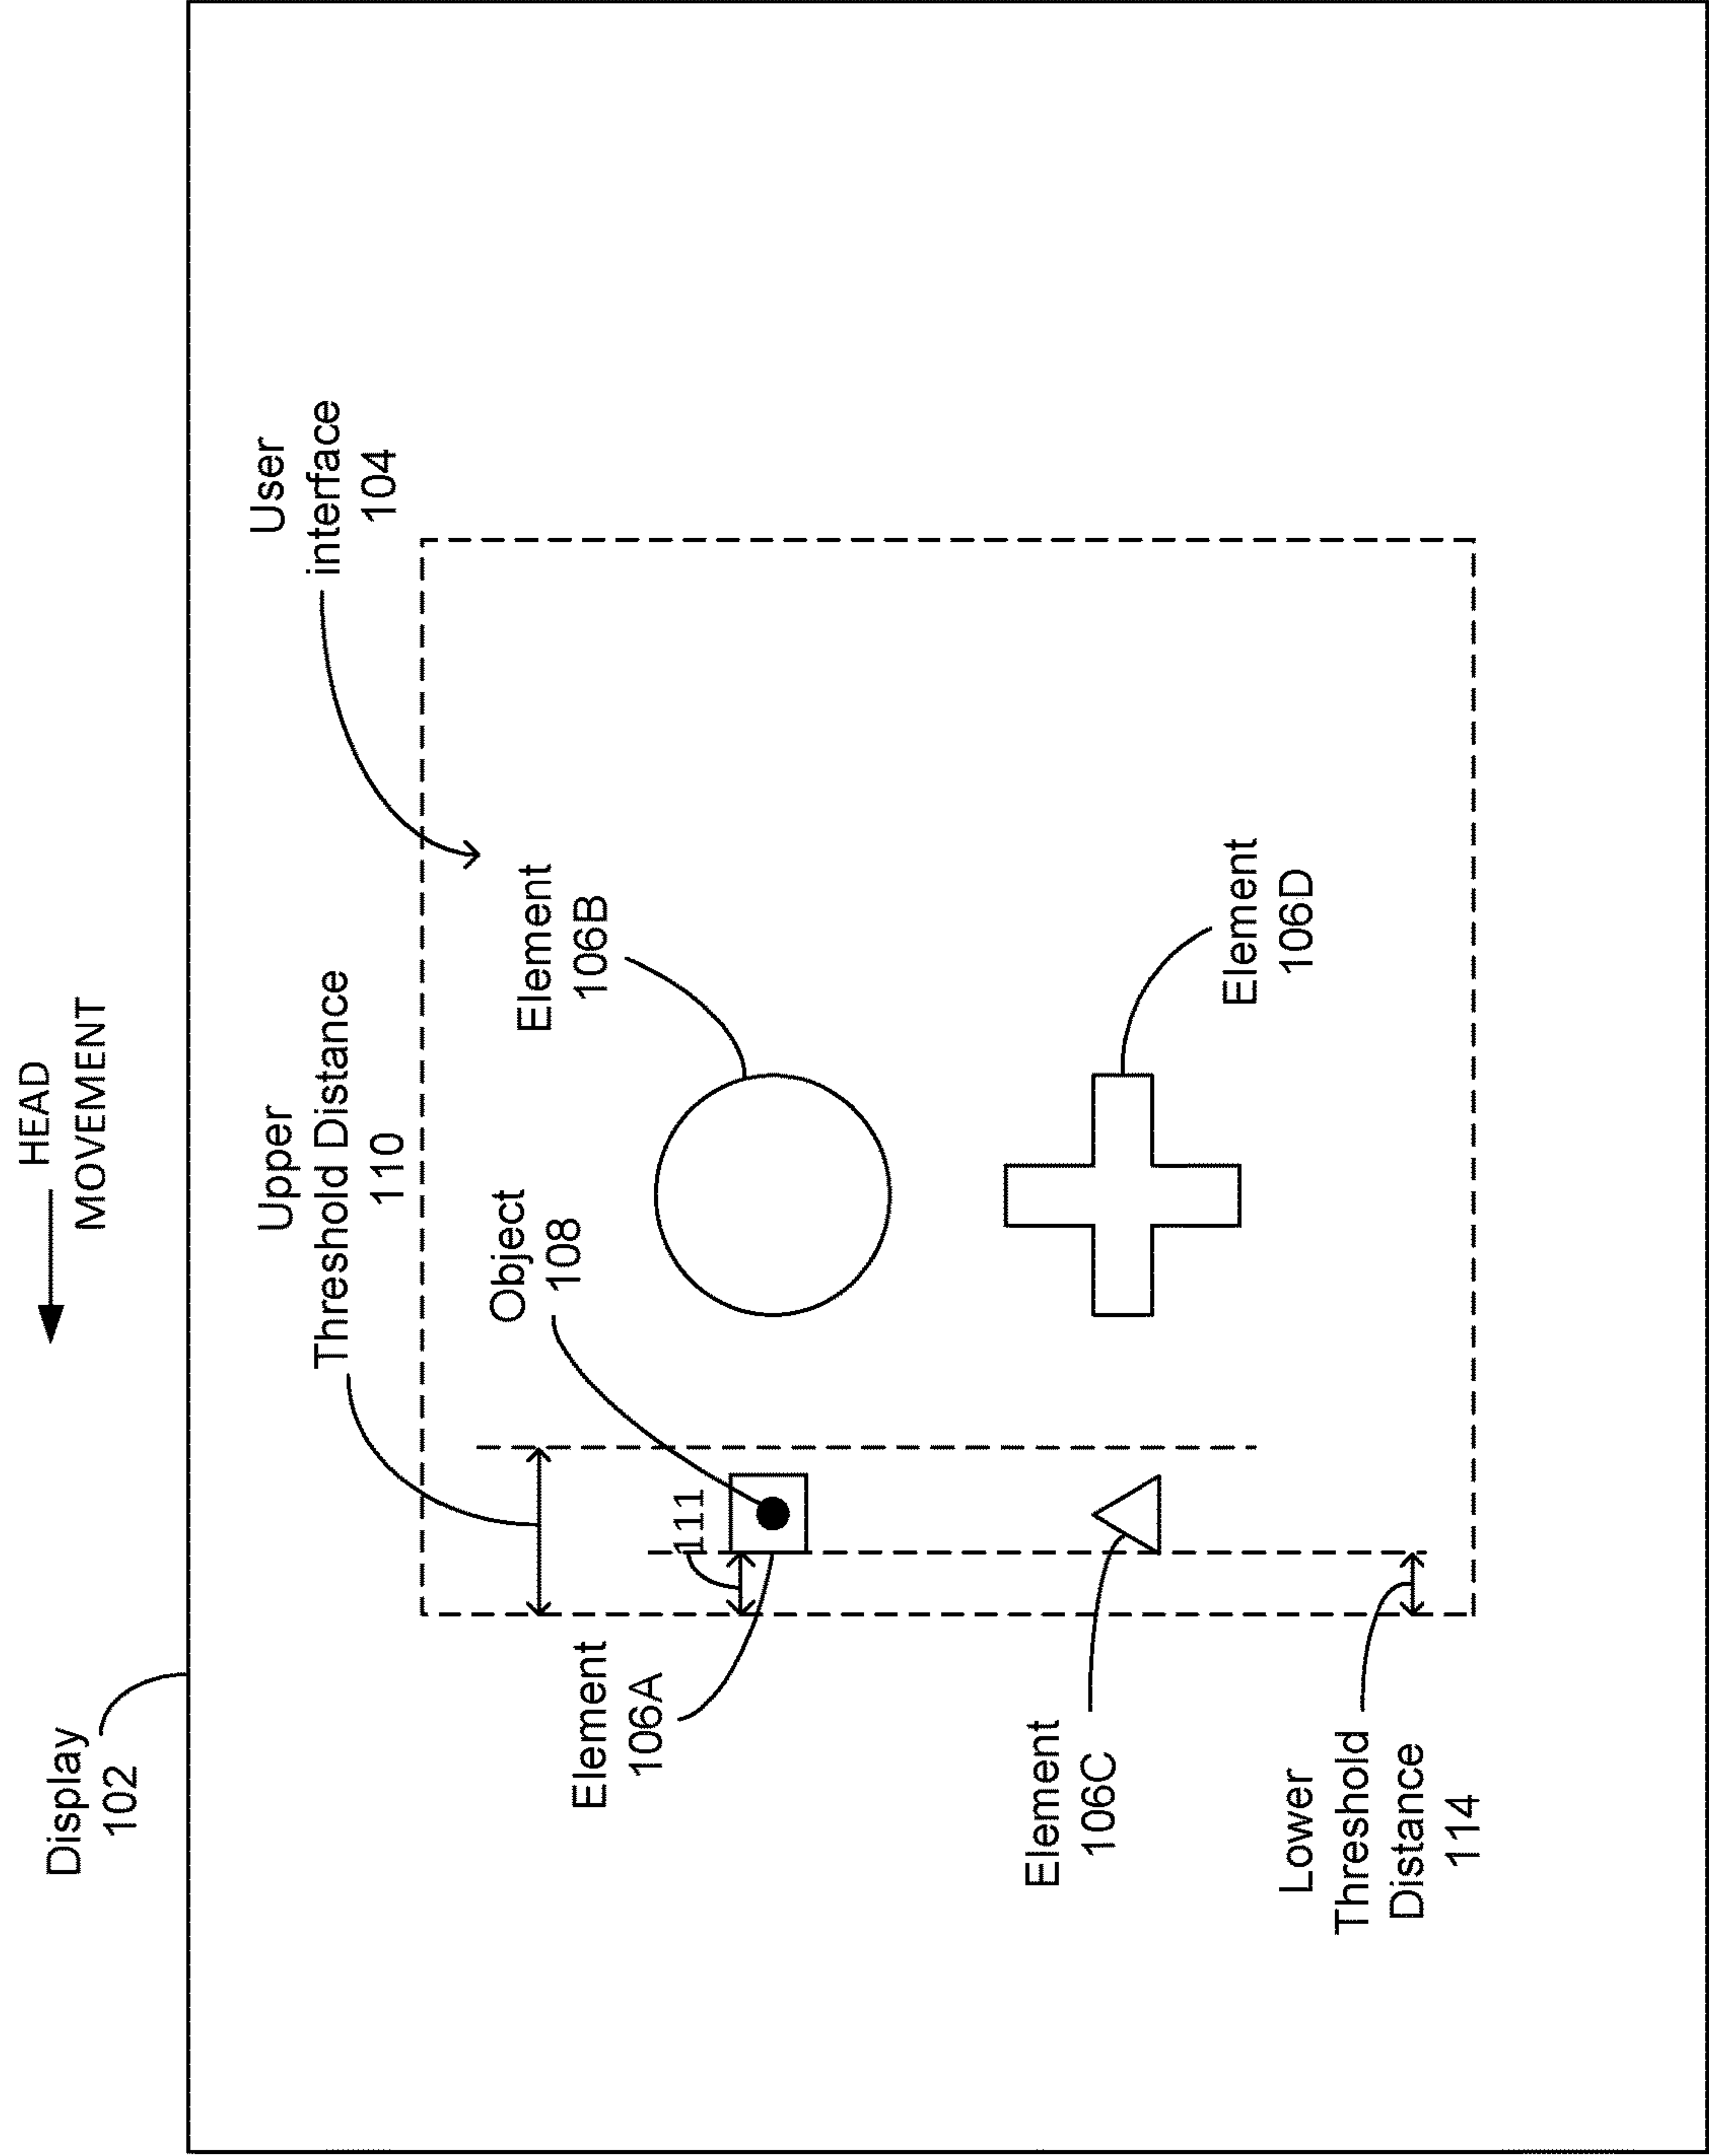 HEAD
MOVEMENT
Display
102
Upper
Threshold Distance
110
User
interface
104
Object
108
Element
106B
Element
106A
111
Element
106C
Element
106D
Lower
Threshold
Distance
114